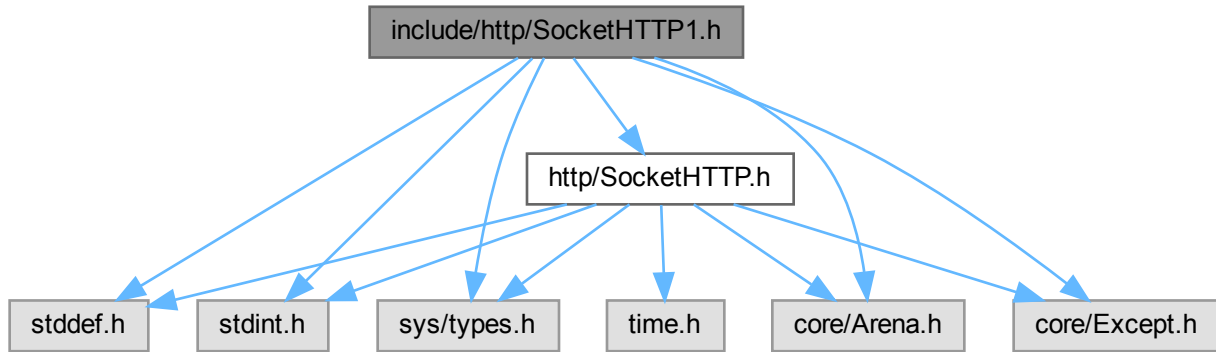 include/http/SocketHTTP1.h
http/SocketHTTP.h
stddef.h
stdint.h
sys/types.h
time.h
core/Arena.h
core/Except.h